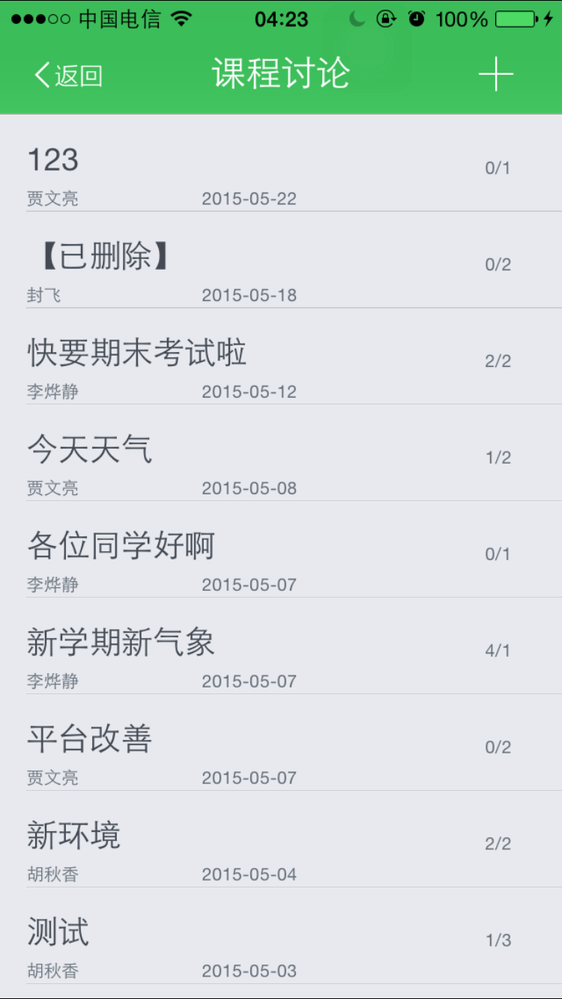 中国电信 04:23 100%
返回 课程讨论
123
0/1
贾文亮 2015-05-22
【已删除】
0/2
封飞 2015-05-18
快要期末考试啦
2/2
李烨静 2015-05-12
今天天气
1/2
贾文亮 2015-05-08
各位同学好啊
0/1
李烨静 2015-05-07
新学期新气象
4/1
李烨静 2015-05-07
平台改善
0/2
贾文亮 2015-05-07
新环境
2/2
胡秋香 2015-05-04
测试
1/3
胡秋香 2015-05-03